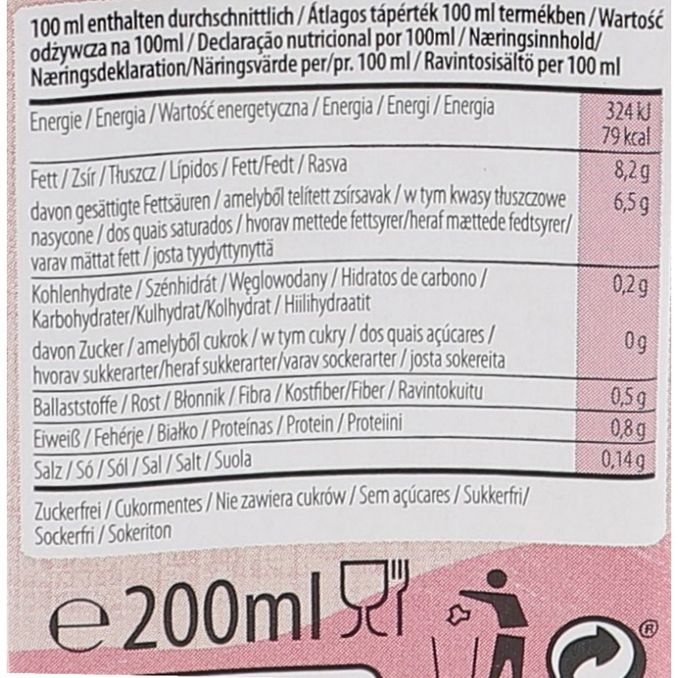 100 ml enthalten durchschnittlich / Átlagos tápérték 100 ml termékben / Wartość
odżywcza na 100ml / Declaração nutricional por 100ml / Næringsinnhold/
Næringsdeklaration/Näringsvärde per/pr. 100 ml / Ravintosisältö per 100 ml
Energie / Energia / Wartość energetyczna / Energia / Energi / Energia 324 kJ
79 kcal
Fett / Zsír / Tłuszcz / Lípidos / Fett/Fedt / Rasva 8,2 g
davon gesättigte Fettsäuren / amelyből telített zsírsavak / w tym kwasy tłuszczowe 6,5 g
nasycone / dos quais saturados / hvorav mettede fettsyrer/heraf mættede fedtsyrer/
varav mättat fett / josta tyydyttynyttä
Kohlenhydrate / Szénhidrát / Węglowodany / Hidratos de carbono / 0,2 g
Karbohydrater/Kulhydrat/Kolhydrat / Hiilihydraatit
davon Zucker / amelyből cukrok / w tym cukry / dos quais açúcares / 0 g
hvorav sukkerarter/heraf sukkerarter/varav sockerarter / josta sokereita
Ballaststoffe / Rost / Błonnik / Fibra / Kostfiber/Fiber / Ravintokuitu 0,5 g
Eiweiß / Fehérje / Białko / Proteínas / Protein / Proteiini 0,8 g
Salz / Só / Sól / Sal / Salt / Suola 0,14 g
Zuckerfrei / Cukormentes / Nie zawiera cukrów / Sem açúcares / Sukkerfri/
Sockerfri / Sokeriton
℮ 200ml
®